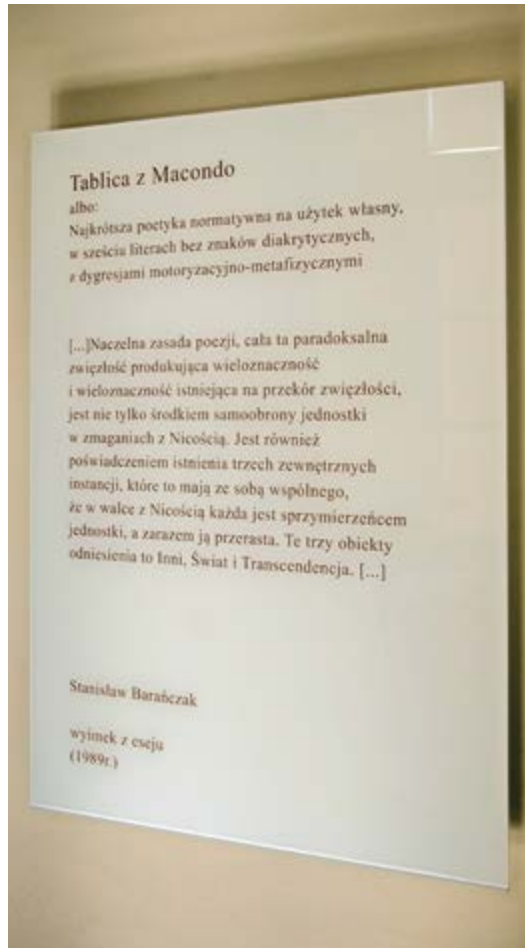 Tablica z Macondo
albo:
Najkrótsza poetyka normatywna na użytek własny,
w sześciu literach bez znaków diakrytycznych,
z dygresjami motoryzacyjno-metafizycznymi
[...]Naczelna zasada poezji, cała ta paradoksalna
zwięzłość produkująca wieloznaczność
i wieloznaczność istniejąca na przekór zwięzłości,
jest nie tylko środkiem samoobrony jednostki
w zmaganiach z Nicością. Jest również
poświadczeniem istnienia trzech zewnętrznych
instancji, które to mają ze sobą wspólnego,
że w walce z Nicością każda jest sprzymierzeńcem
jednostki, a zarazem ją przerasta. Te trzy obiekty
odniesienia to Inni, Świat i Transcendencja. [...]
Stanisław Barańczak
wyimek z eseju
(1989r.)